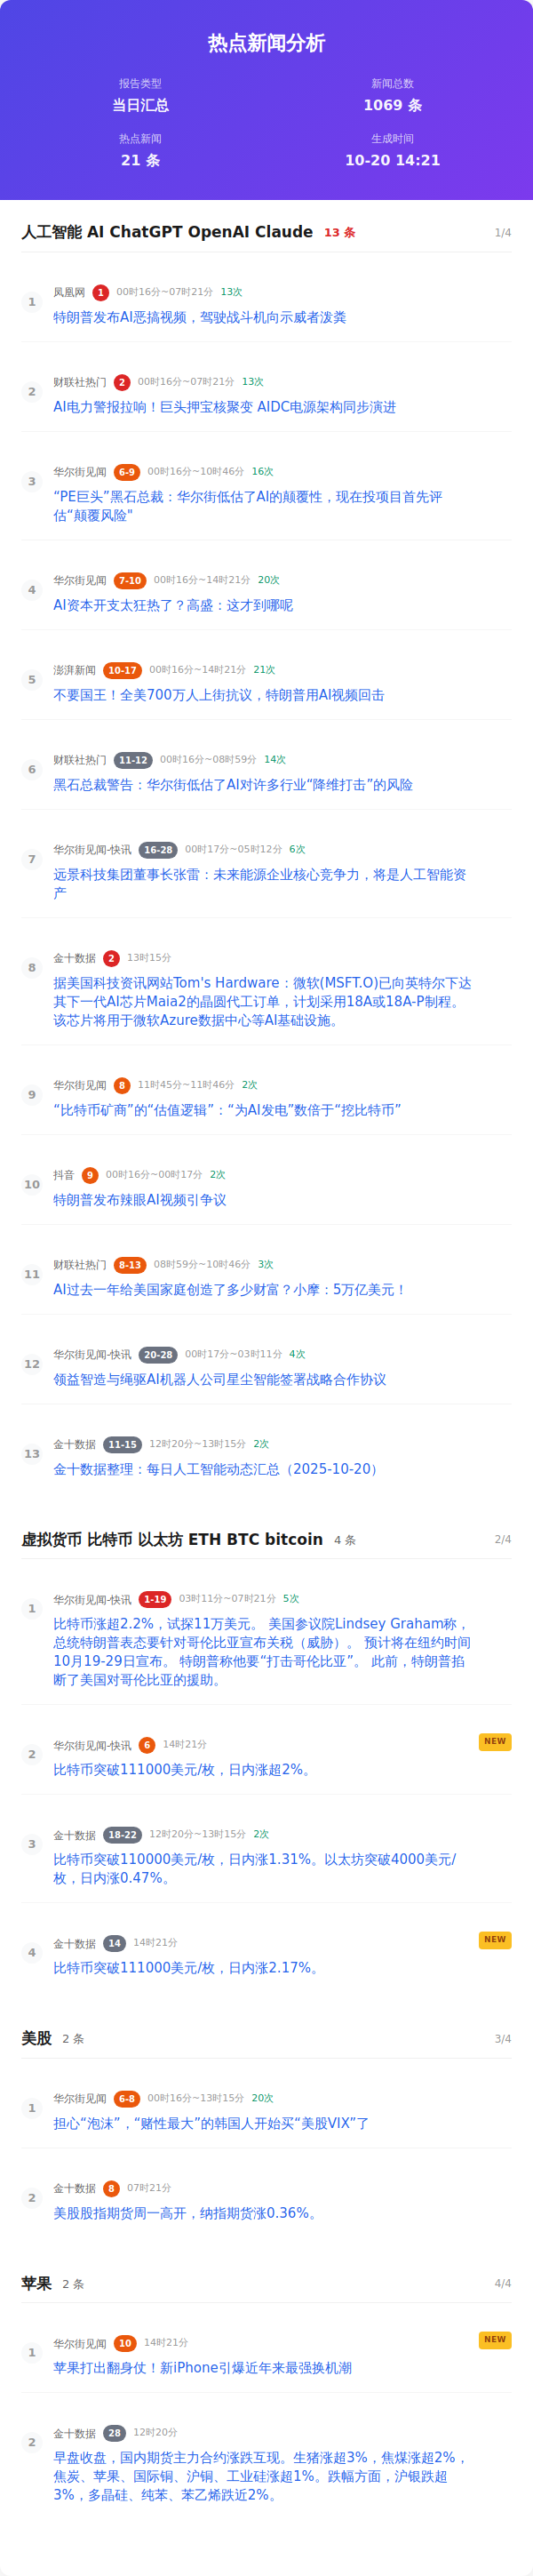 热点新闻分析
报告类型
新闻总数
当日汇总
1069 条
热点新闻
生成时间
21 条
10-20 14:21
人工智能 AI ChatGPT OpenAI Claude 13 条 1/4
1
凤凰网 1 00时16分~07时21分 13次
特朗普发布AI恶搞视频，驾驶战斗机向示威者泼粪
2
财联社热门 2 00时16分~07时21分 13次
AI电力警报拉响！巨头押宝核聚变 AIDC电源架构同步演进
3
华尔街见闻 6-9 00时16分~10时46分 16次
“PE巨头”黑石总裁：华尔街低估了AI的颠覆性，现在投项目首先评
估“颠覆风险"
4
华尔街见闻 7-10 00时16分~14时21分 20次
AI资本开支太狂热了？高盛：这才到哪呢
5
澎湃新闻 10-17 00时16分~14时21分 21次
不要国王！全美700万人上街抗议，特朗普用AI视频回击
6
财联社热门 11-12 00时16分~08时59分 14次
黑石总裁警告：华尔街低估了AI对许多行业“降维打击”的风险
7
华尔街见闻-快讯 16-28 00时17分~05时12分 6次
远景科技集团董事长张雷：未来能源企业核心竞争力，将是人工智能资
产
8
金十数据 2 13时15分
据美国科技资讯网站Tom's Hardware：微软(MSFT.O)已向英特尔下达
其下一代AI芯片Maia2的晶圆代工订单，计划采用18A或18A-P制程。
该芯片将用于微软Azure数据中心等AI基础设施。
9
华尔街见闻 8 11时45分~11时46分 2次
“比特币矿商”的“估值逻辑”：“为AI发电”数倍于“挖比特币”
10
抖音 9 00时16分~00时17分 2次
特朗普发布辣眼AI视频引争议
11
财联社热门 8-13 08时59分~10时46分 3次
AI过去一年给美国家庭创造了多少财富？小摩：5万亿美元！
12
华尔街见闻-快讯 20-28 00时17分~03时11分 4次
领益智造与绳驱AI机器人公司星尘智能签署战略合作协议
13
金十数据 11-15 12时20分~13时15分 2次
金十数据整理：每日人工智能动态汇总（2025-10-20）
虚拟货币 比特币 以太坊 ETH BTC bitcoin 4 条 2/4
1
华尔街见闻-快讯 1-19 03时11分~07时21分 5次
比特币涨超2.2%，试探11万美元。 美国参议院Lindsey Graham称，
总统特朗普表态要针对哥伦比亚宣布关税（威胁）。 预计将在纽约时间
10月19-29日宣布。 特朗普称他要“打击哥伦比亚”。 此前，特朗普掐
断了美国对哥伦比亚的援助。
2
华尔街见闻-快讯 6 14时21分 NEW
比特币突破111000美元/枚，日内涨超2%。
3
金十数据 18-22 12时20分~13时15分 2次
比特币突破110000美元/枚，日内涨1.31%。以太坊突破4000美元/
枚，日内涨0.47%。
4
金十数据 14 14时21分 NEW
比特币突破111000美元/枚，日内涨2.17%。
美股 2 条 3/4
1
华尔街见闻 6-8 00时16分~13时15分 20次
担心“泡沫”，“赌性最大”的韩国人开始买“美股VIX”了
2
金十数据 8 07时21分
美股股指期货周一高开，纳指期货涨0.36%。
苹果 2 条 4/4
1
华尔街见闻 10 14时21分 NEW
苹果打出翻身仗！新iPhone引爆近年来最强换机潮
2
金十数据 28 12时20分
早盘收盘，国内期货主力合约涨跌互现。生猪涨超3%，焦煤涨超2%，
焦炭、苹果、国际铜、沪铜、工业硅涨超1%。跌幅方面，沪银跌超
3%，多晶硅、纯苯、苯乙烯跌近2%。